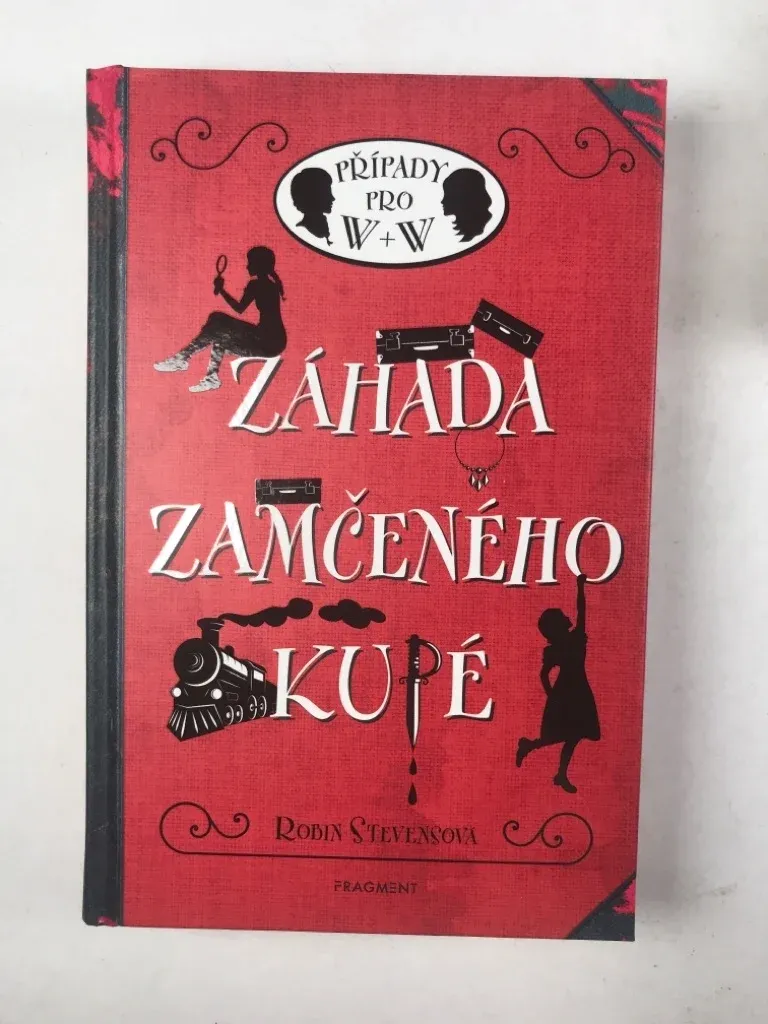 PŘÍPADY
PRO
W+W
ZÁHADA
ZAMČENÉHO
KUPÉ
ROBIN STEVENSOVÁ
FRAGMENT